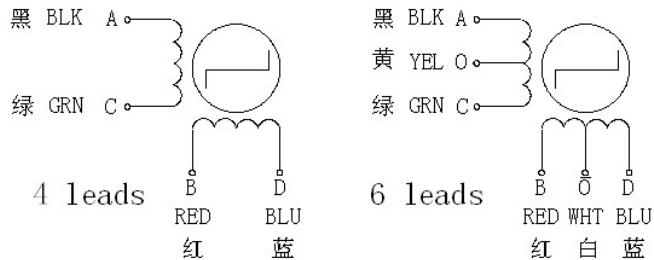 黑 BLK A
绿 GRN C
4 leads
B D
RED BLU
红 蓝
黑 BLK A
黄 YEL O
绿 GRN C
6 leads
B Ō D
RED WHT BLU
红 白 蓝